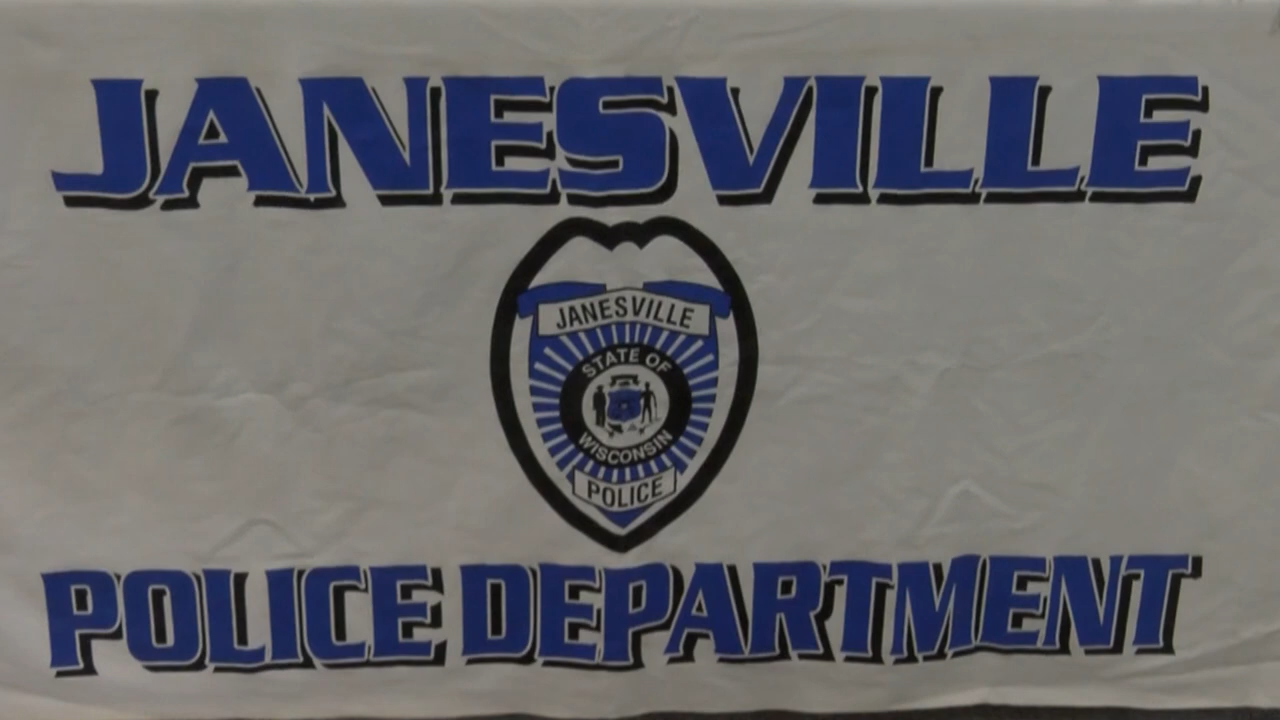 JANESVILLE
JANESVILLE
STATE OF
WISCONSIN
POLICE
POLICE DEPARTMENT